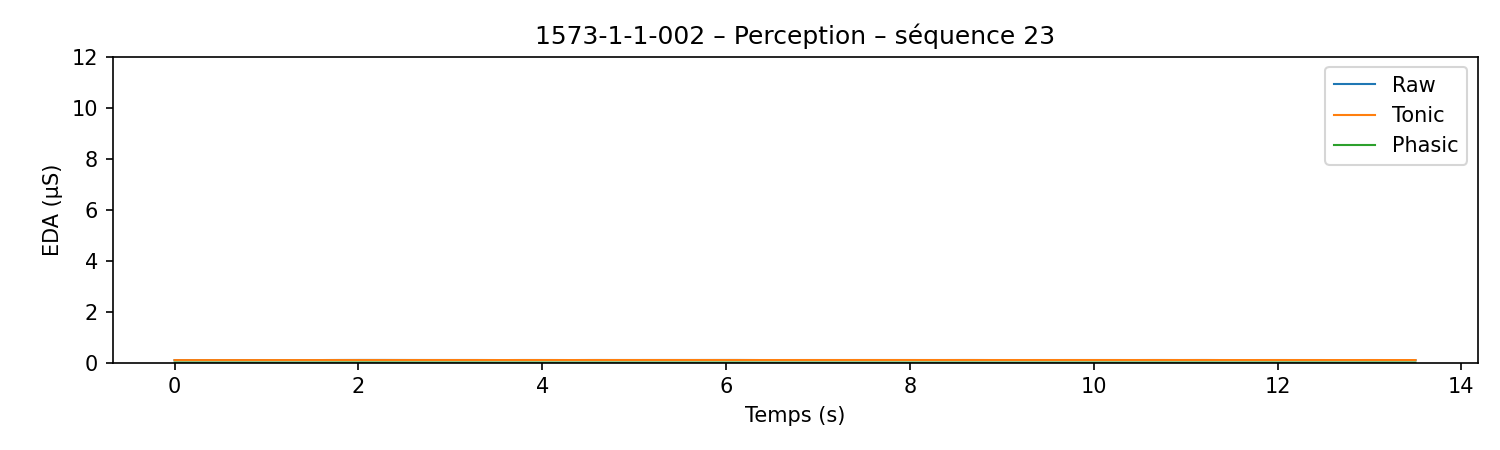 1573-1-1-002 – Perception – séquence 23
12
10
8
6
4
2
0
EDA (µS)
Raw
Tonic
Phasic
0 2 4 6 8 10 12 14
Temps (s)